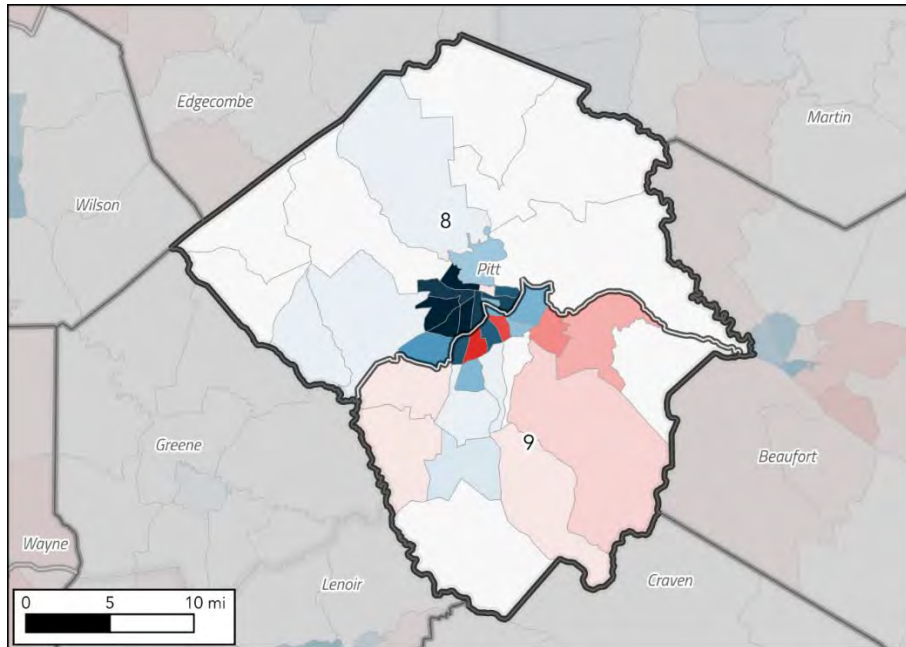 Edgecombe
Martin
Wilson
8
Pitt
Greene
9
Beaufort
Wayne
Lenoir
Craven
0 5 10 mi